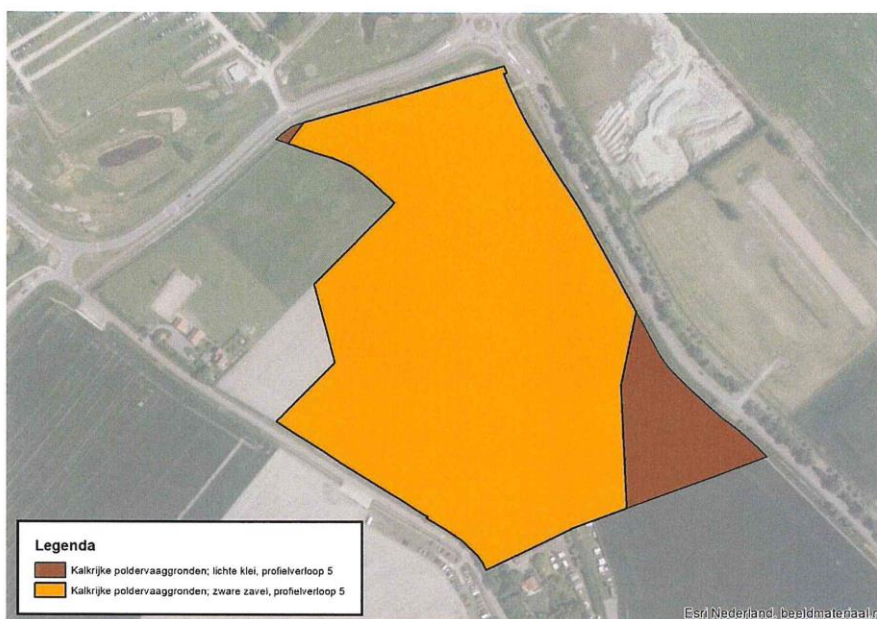 Legenda
Kalkrijke poldervaaggronden; lichte klei, profielverloop 5
Kalkrijke poldervaaggronden; zware zavel, profielverloop 5
Esri Nederland, beeldmateriaal.n